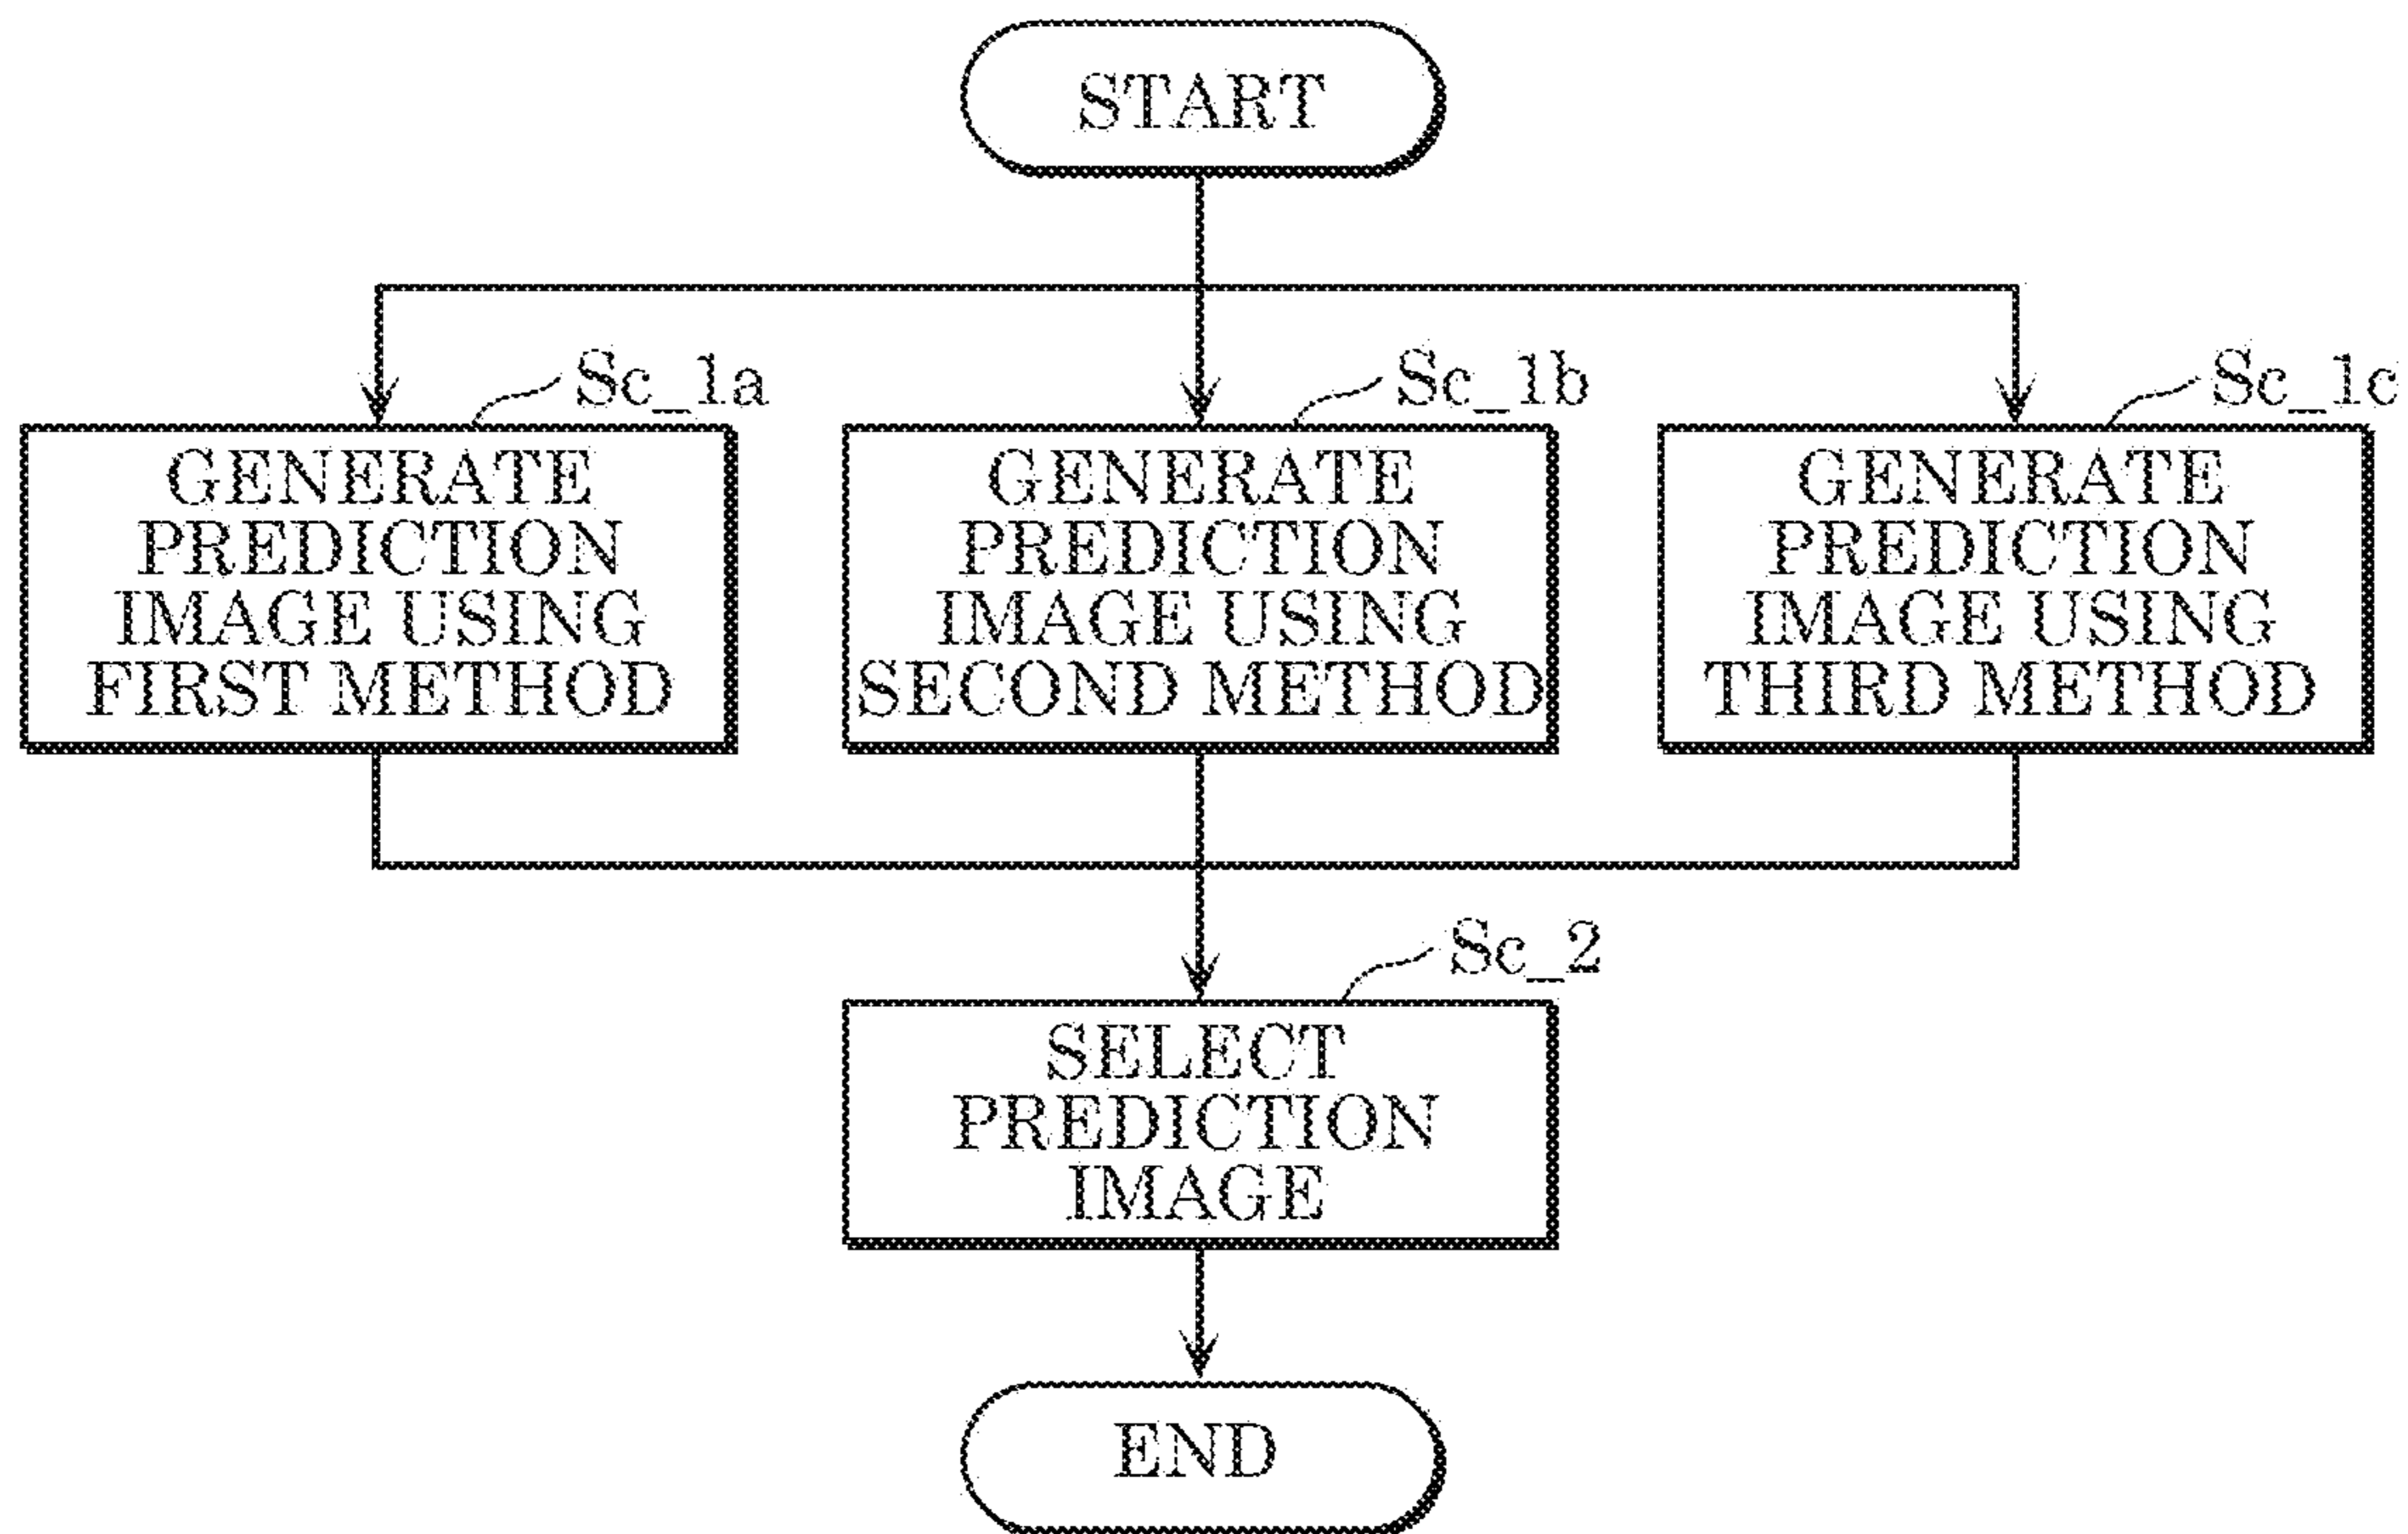 START
Sc_1a
GENERATE
PREDICTION
IMAGE USING
FIRST METHOD
Sc_1b
GENERATE
PREDICTION
IMAGE USING
SECOND METHOD
Sc_1c
GENERATE
PREDICTION
IMAGE USING
THIRD METHOD
Sc_2
SELECT
PREDICTION
IMAGE
END